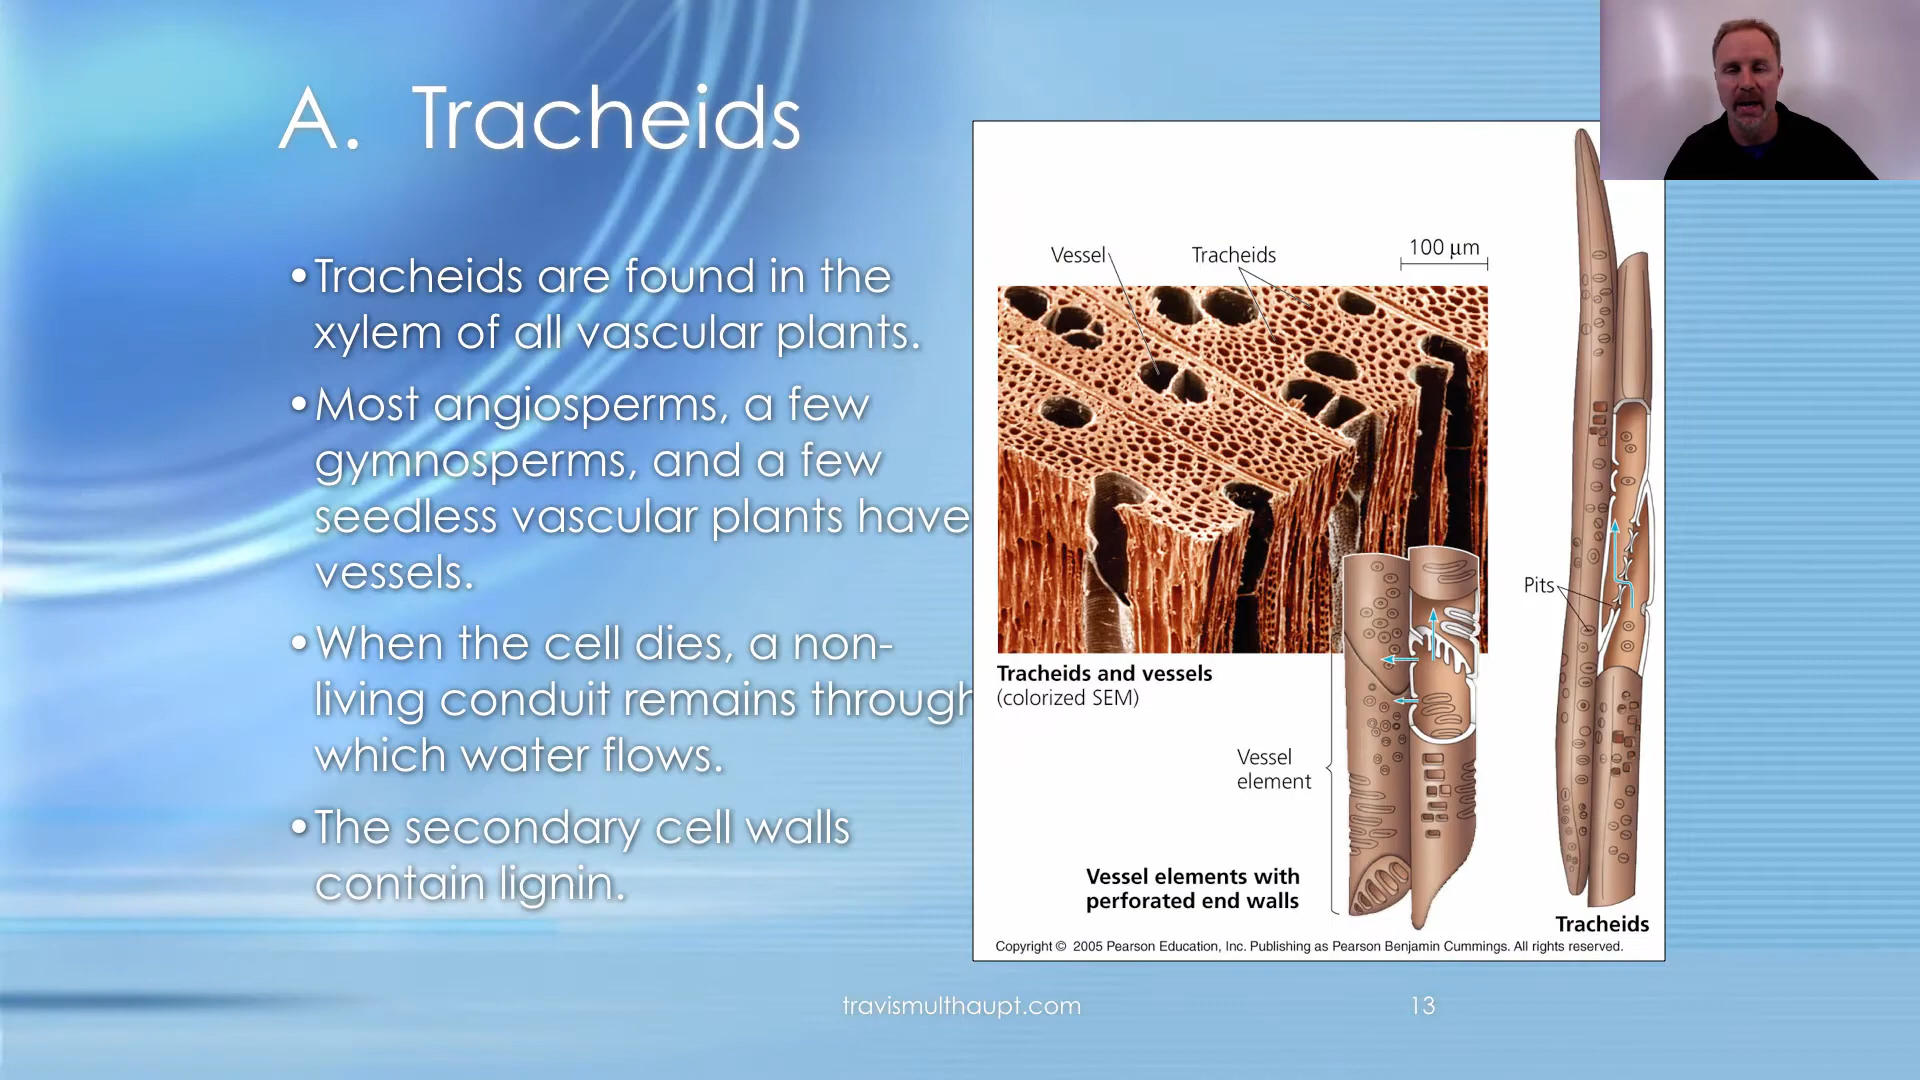 A. Tracheids
•Tracheids are found in the
xylem of all vascular plants.
•Most angiosperms, a few
gymnosperms, and a few
seedless vascular plants have
vessels.
•When the cell dies, a non-
living conduit remains through
which water flows.
•The secondary cell walls
contain lignin.
Vessel
Tracheids
100 µm
Pits
Tracheids and vessels
(colorized SEM)
Vessel
element
Vessel elements with
perforated end walls
Tracheids
Copyright © 2005 Pearson Education, Inc. Publishing as Pearson Benjamin Cummings. All rights reserved.
travismulthaupt.com
13